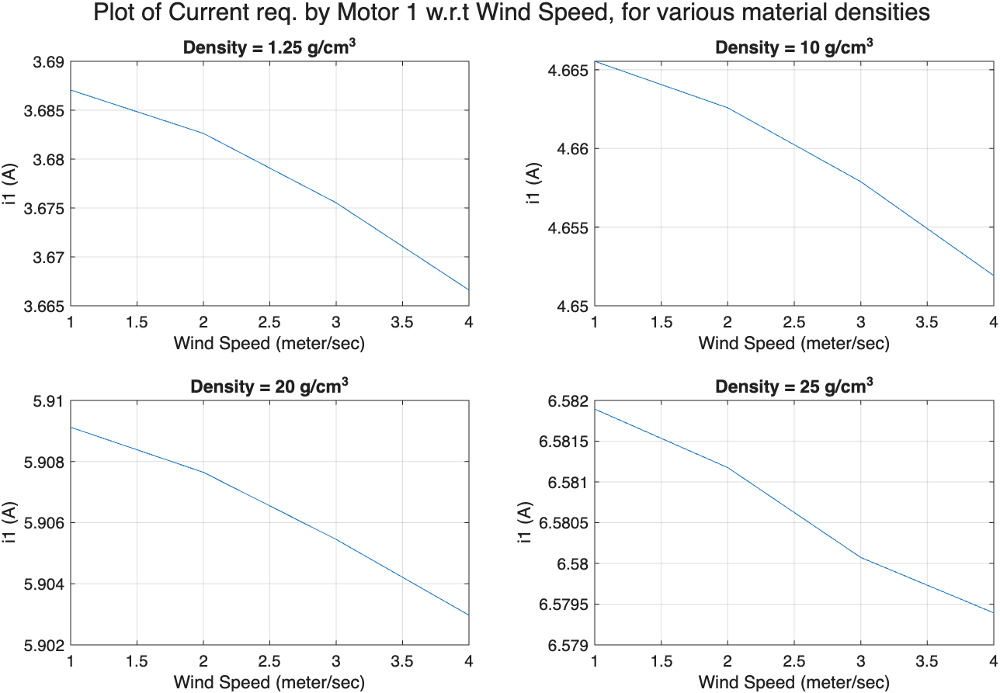 Plot of Current req. by Motor 1 w.r.t Wind Speed, for various material densities
Density = 1.25 g/cm³
3.69
3.685
3.68
3.675
3.67
3.665
i1 (A)
1 1.5 2 2.5 3 3.5 4
Wind Speed (meter/sec)
Density = 10 g/cm³
4.665
4.66
4.655
4.65
i1 (A)
1 1.5 2 2.5 3 3.5 4
Wind Speed (meter/sec)
Density = 20 g/cm³
5.91
5.908
5.906
5.904
5.902
i1 (A)
1 1.5 2 2.5 3 3.5 4
Wind Speed (meter/sec)
Density = 25 g/cm³
6.582
6.5815
6.581
6.5805
6.58
6.5795
6.579
i1 (A)
1 1.5 2 2.5 3 3.5 4
Wind Speed (meter/sec)